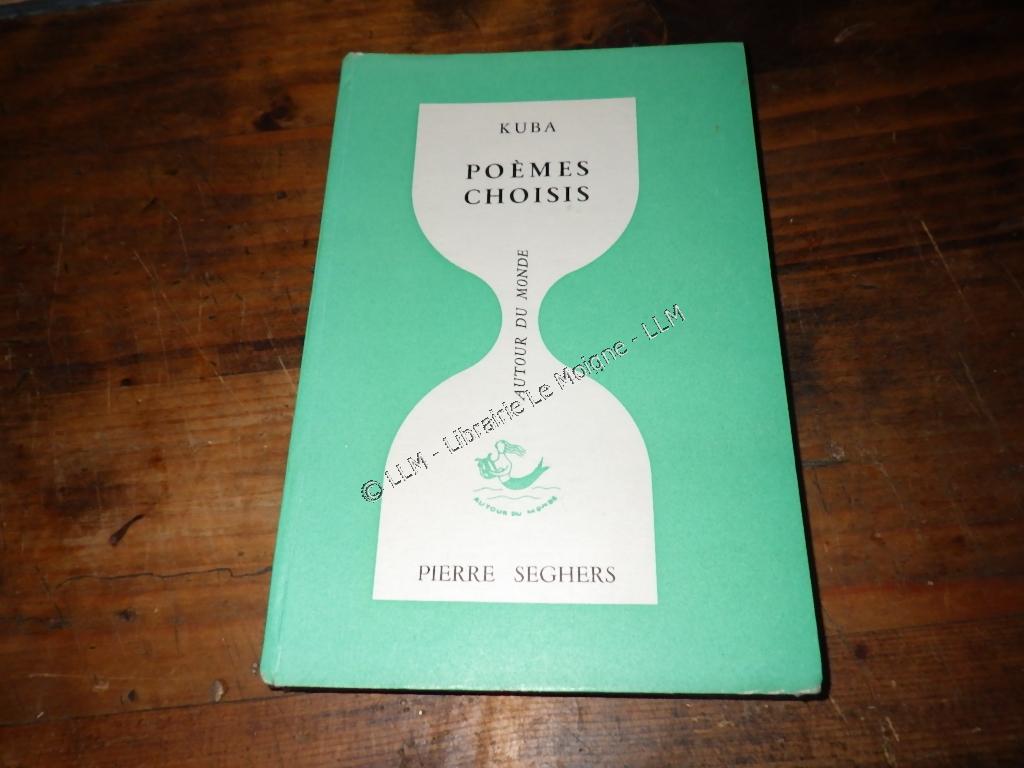 KUBA
POÈMES
CHOISIS
AUTOUR DU MONDE
© LLM - Librairie Le Moigne - LLM
AUTOUR DU MONDE
PIERRE SEGHERS